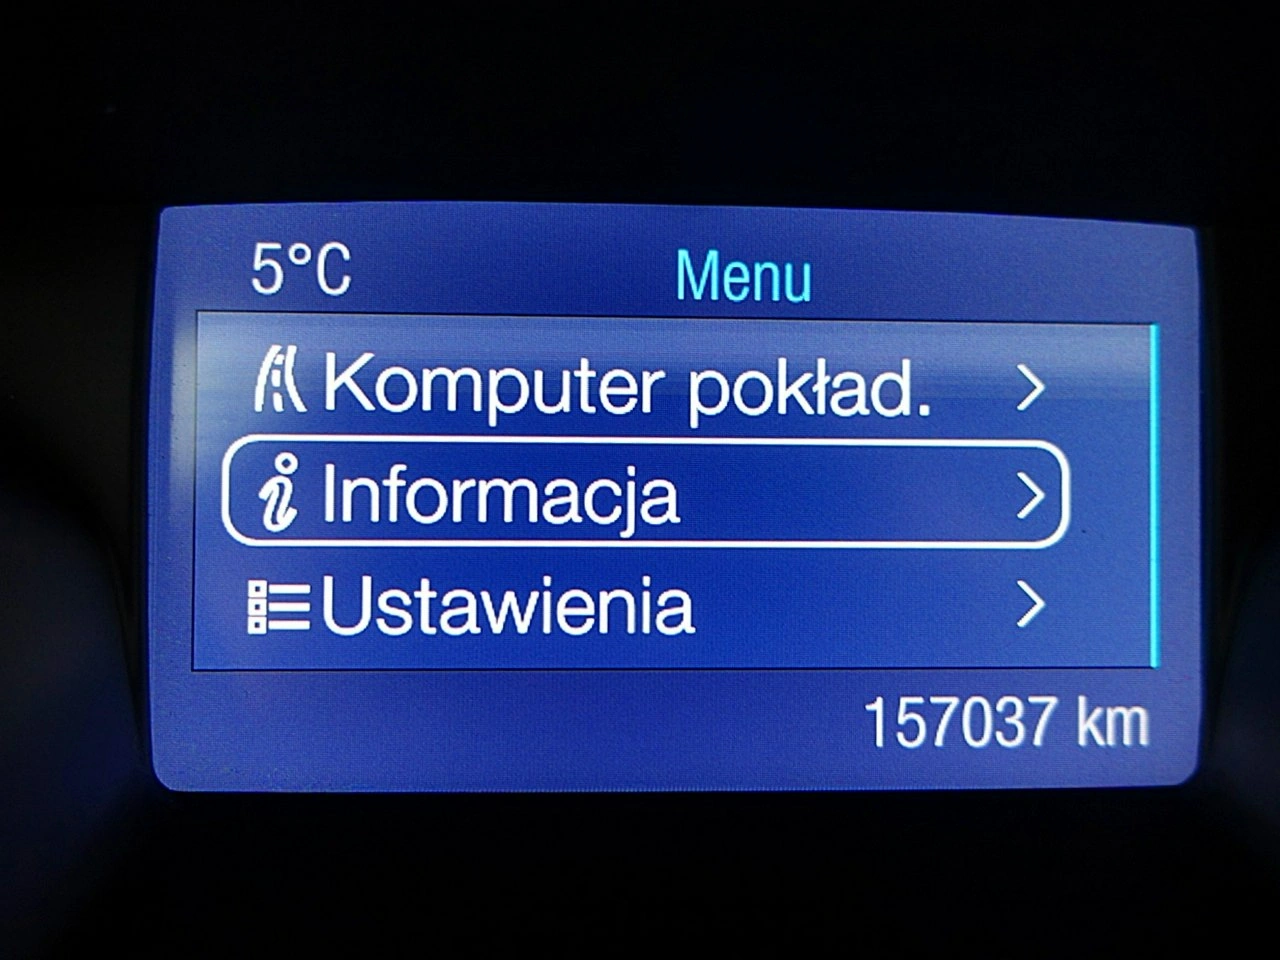 5°C Menu
Komputer pokład.
Informacja
Ustawienia
157037 km